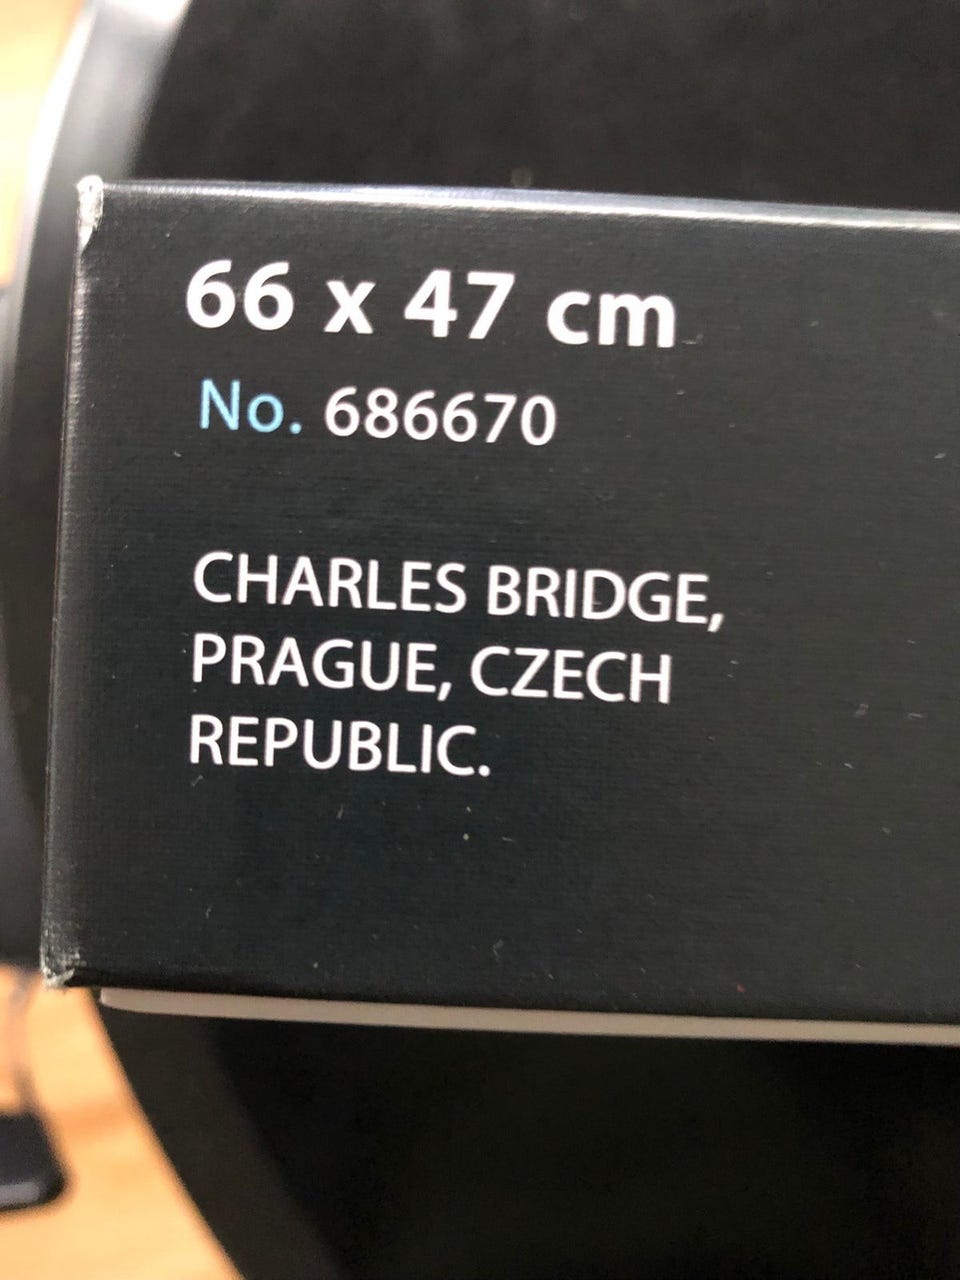 66 x 47 cm
No. 686670
CHARLES BRIDGE,
PRAGUE, CZECH
REPUBLIC.